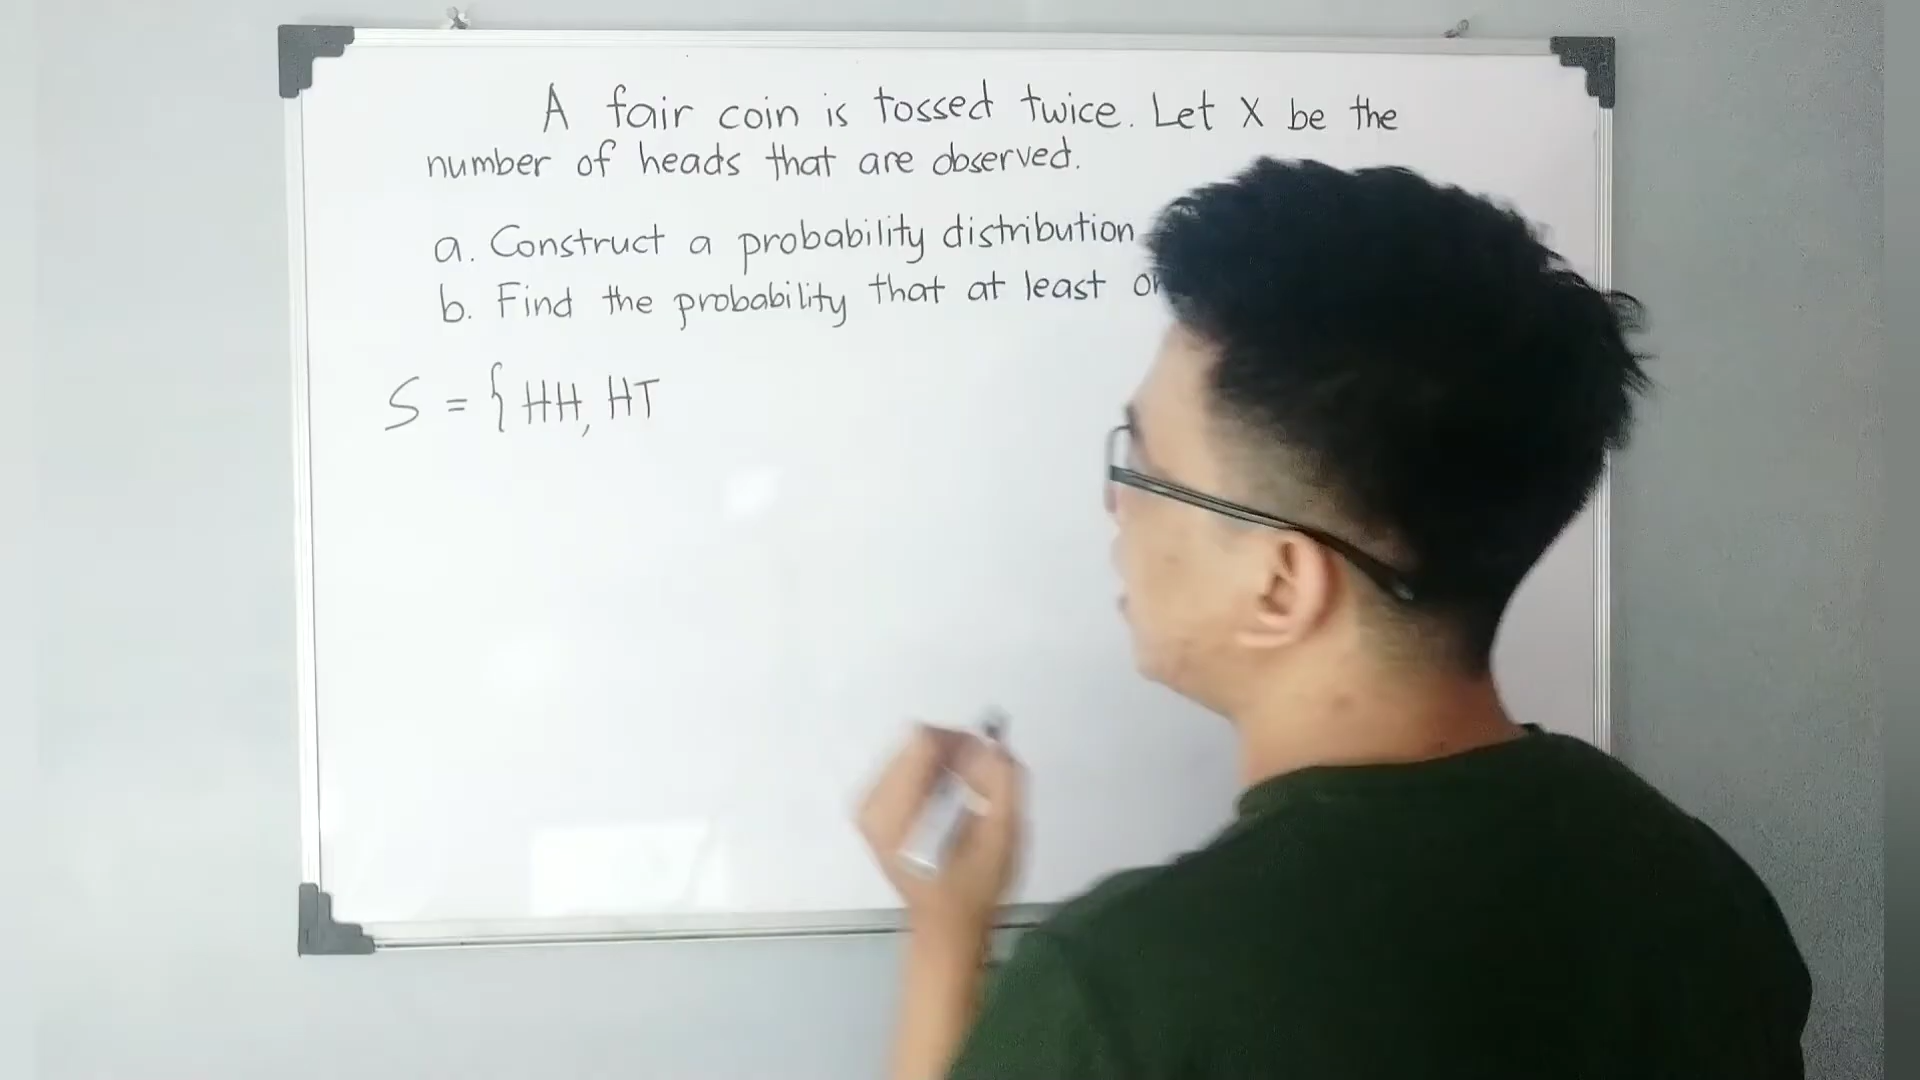 A fair coin is tossed twice. Let X be the
number of heads that are observed.
a. Construct a probability distribution
b. Find the probability that at least
S = { HH, HT